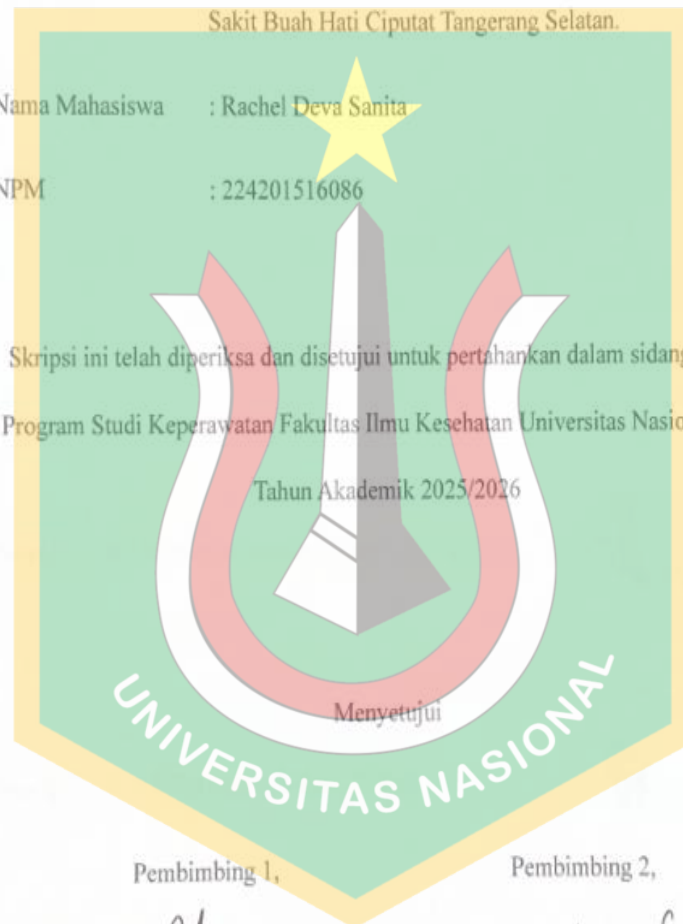 Sakit Buah Hati Ciputat Tangerang Selatan.
Nama Mahasiswa : Rachel Deva Sanita
NPM : 224201516086
Skripsi ini telah diperiksa dan disetujui untuk pertahankan dalam sidang
Program Studi Keperawatan Fakultas Ilmu Kesehatan Universitas Nasio
Tahun Akademik 2025/2026
Menyetujui
UNIVERSITAS NASIONAL
Pembimbing 1, Pembimbing 2,